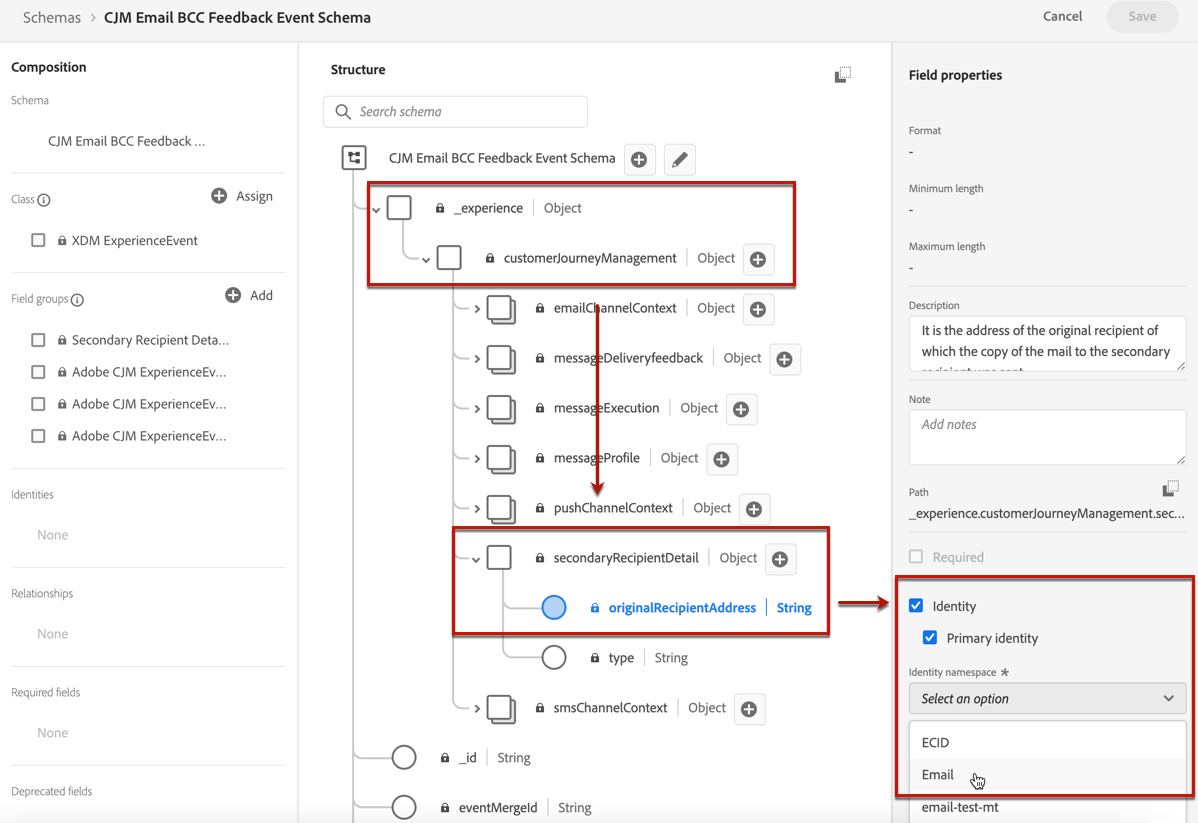 Schemas > CJM Email BCC Feedback Event Schema
Cancel
Save
Composition
Schema
CJM Email BCC Feedback ...
Class
Assign
XDM ExperienceEvent
Field groups
Add
Secondary Recipient Deta...
Adobe CJM ExperienceEv...
Adobe CJM ExperienceEv...
Adobe CJM ExperienceEv...
Identities
None
Relationships
None
Required fields
None
Deprecated fields
Structure
Search schema
CJM Email BCC Feedback Event Schema
_experience | Object
customerJourneyManagement | Object
emailChannelContext | Object
messageDeliveryfeedback | Object
messageExecution | Object
messageProfile | Object
pushChannelContext | Object
secondaryRecipientDetail | Object
originalRecipientAddress | String
type | String
smsChannelContext | Object
_id | String
eventMergeId | String
Field properties
Format
-
Minimum length
-
Maximum length
-
Description
It is the address of the original recipient of
which the copy of the mail to the secondary
recipient was sent
Note
Add notes
Path
_experience.customerJourneyManagement.sec...
Required
Identity
Primary identity
Identity namespace *
Select an option
ECID
Email
email-test-mt